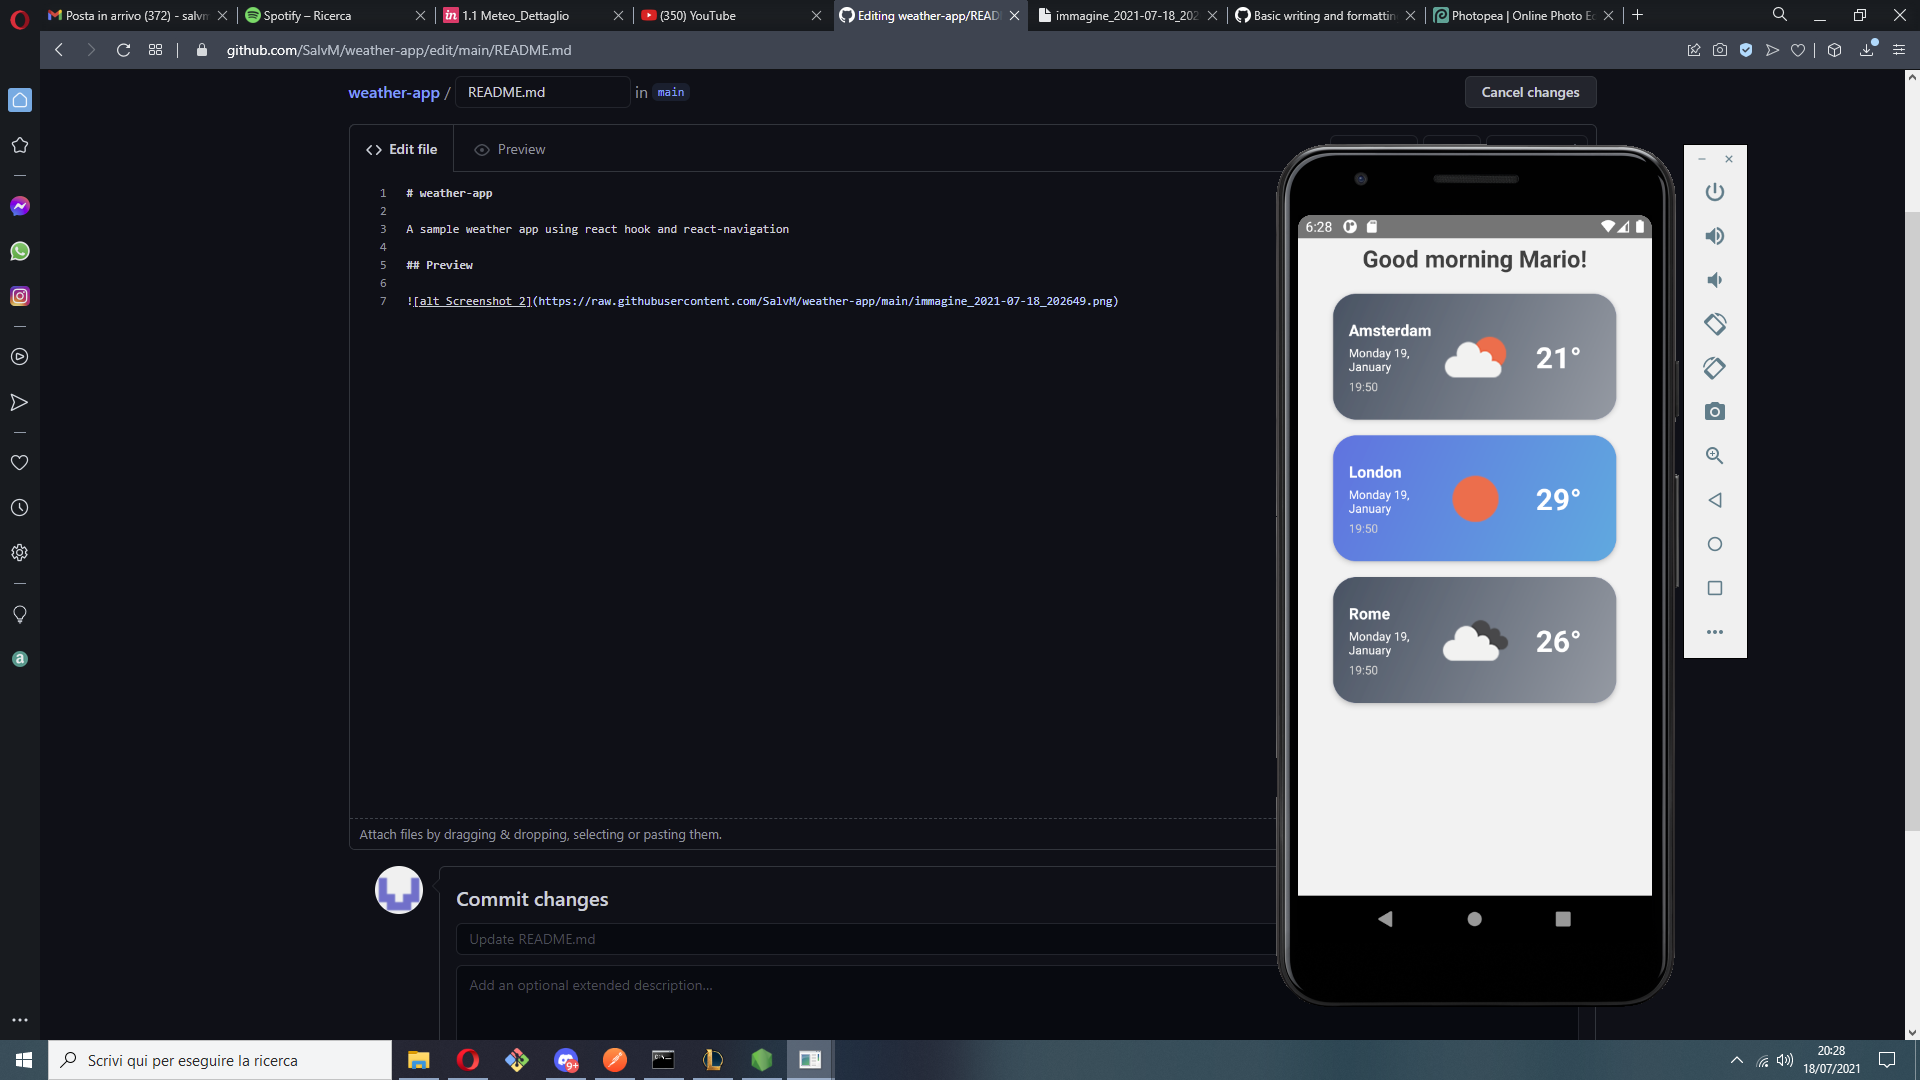 Posta in arrivo (372) - salvm
Spotify – Ricerca
1.1 Meteo_Dettaglio
(350) YouTube
Editing weather-app/READ
immagine_2021-07-18_202
Basic writing and formattin
Photopea | Online Photo Ed
github.com/SalvM/weather-app/edit/main/README.md
weather-app / README.md in main
Cancel changes
Edit file
Preview
1 # weather-app
2
3 A sample weather app using react hook and react-navigation
4
5 ## Preview
6
7 ![alt Screenshot 2](https://raw.githubusercontent.com/SalvM/weather-app/main/immagine_2021-07-18_202649.png)
Attach files by dragging & dropping, selecting or pasting them.
Commit changes
Update README.md
Add an optional extended description...
6:28
Good morning Mario!
Amsterdam
Monday 19,
January
19:50
21°
London
Monday 19,
January
19:50
29°
Rome
Monday 19,
January
19:50
26°
Scrivi qui per eseguire la ricerca
9+
20:28
18/07/2021